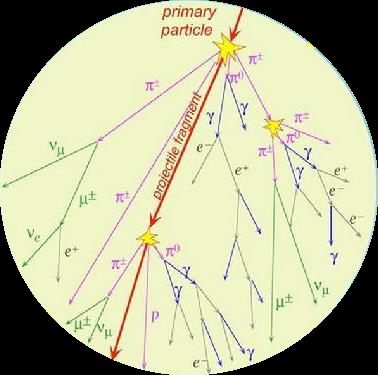 primary
particle
π±
π±
π⁰
γ
γ
π±
π⁰
π±
γ
e⁺
γ
e⁻
e⁻
γ
projectile fragment
νμ
μ±
νe
e⁺
π±
e⁻
e⁺
π±
π⁰
γ
γ
p
μ±
νμ
e⁻
γ
μ±
νμ